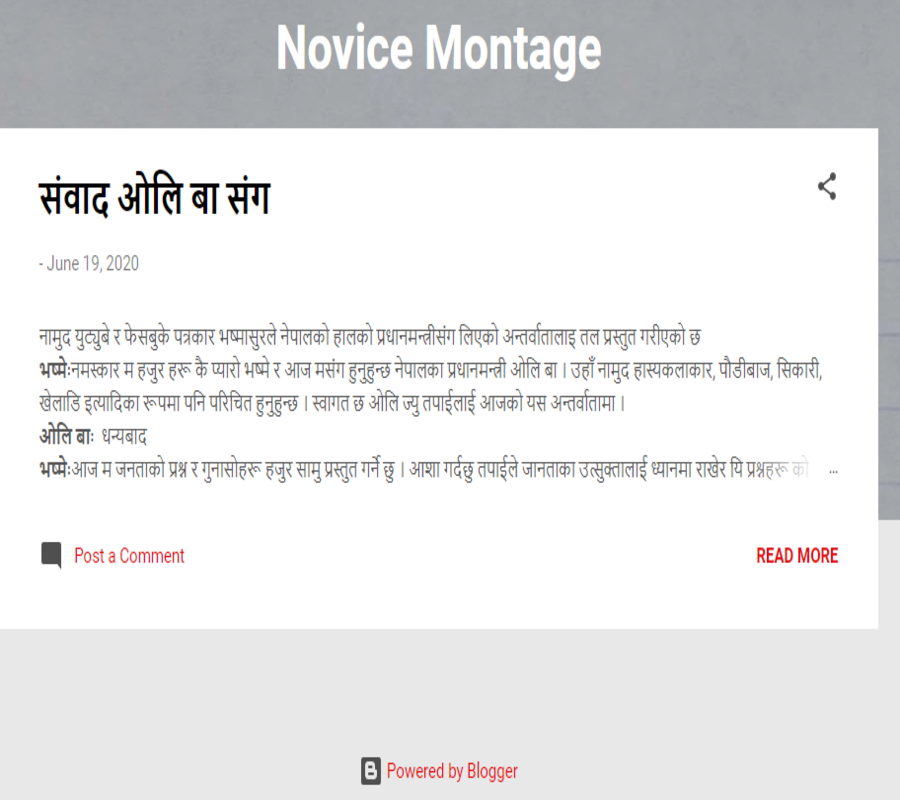 Novice Montage
संवाद ओलि बा संग
- June 19, 2020
नामुद युट्युबे र फेसबुके पत्रकार भष्मासुरले नेपालको हालको प्रधानमन्त्रीसंग लिएको अन्तर्वातालाइ तल प्रस्तुत गरीएको छ
भष्मे:नमस्कार म हजुर हरू कै प्यारो भष्मे र आज मसंग हुनुहुन्छ नेपालका प्रधानमन्त्री ओलि बा । उहाँ नामुद हास्यकलाकार, पौडीबाज, सिकारी,
खेलाडि इत्यादिका रूपमा पनि परिचित हुनुहुन्छ । स्वागत छ ओलि ज्यु तपाईलाई आजको यस अन्तर्वातामा ।
ओलि बाः धन्यबाद
भष्मे:आज म जनताको प्रश्न र गुनासोहरू हजुर सामु प्रस्तुत गर्ने छु । आशा गर्दछु तपाईले जानताका उत्सुक्तालाई ध्यानमा राखेर यि प्रश्नहरू को ...
Post a Comment
READ MORE
Powered by Blogger